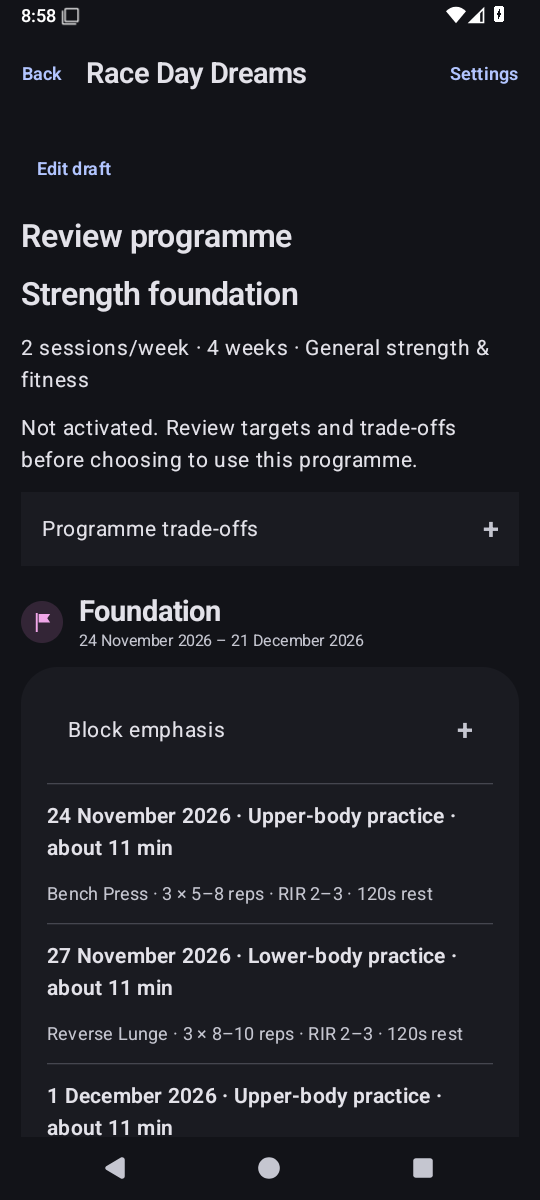 8:58
Back Race Day Dreams Settings
Edit draft
Review programme
Strength foundation
2 sessions/week · 4 weeks · General strength &
fitness
Not activated. Review targets and trade-offs
before choosing to use this programme.
Programme trade-offs +
Foundation
24 November 2026 – 21 December 2026
Block emphasis +
24 November 2026 · Upper-body practice ·
about 11 min
Bench Press · 3 × 5–8 reps · RIR 2–3 · 120s rest
27 November 2026 · Lower-body practice ·
about 11 min
Reverse Lunge · 3 × 8–10 reps · RIR 2–3 · 120s rest
1 December 2026 · Upper-body practice ·
about 11 min